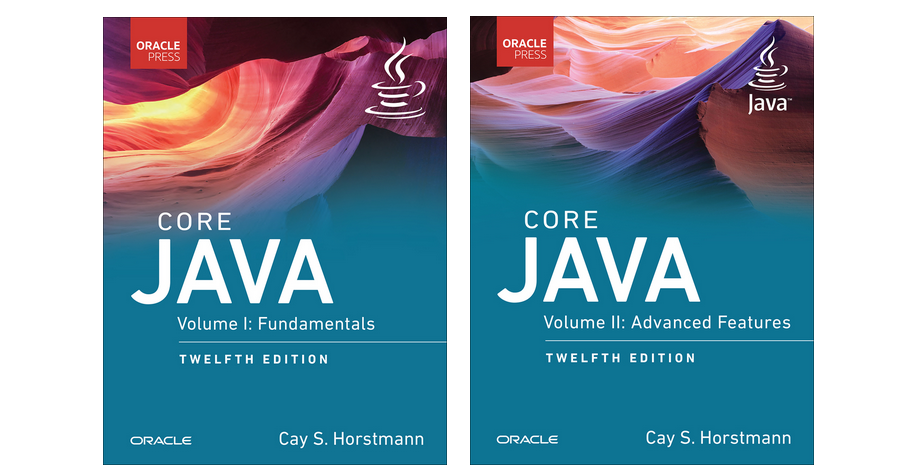 ORACLE
PRESS
CORE
JAVA
Volume I: Fundamentals
TWELFTH EDITION
ORACLE
Cay S. Horstmann
ORACLE
PRESS
Java™
CORE
JAVA
Volume II: Advanced Features
TWELFTH EDITION
ORACLE
Cay S. Horstmann